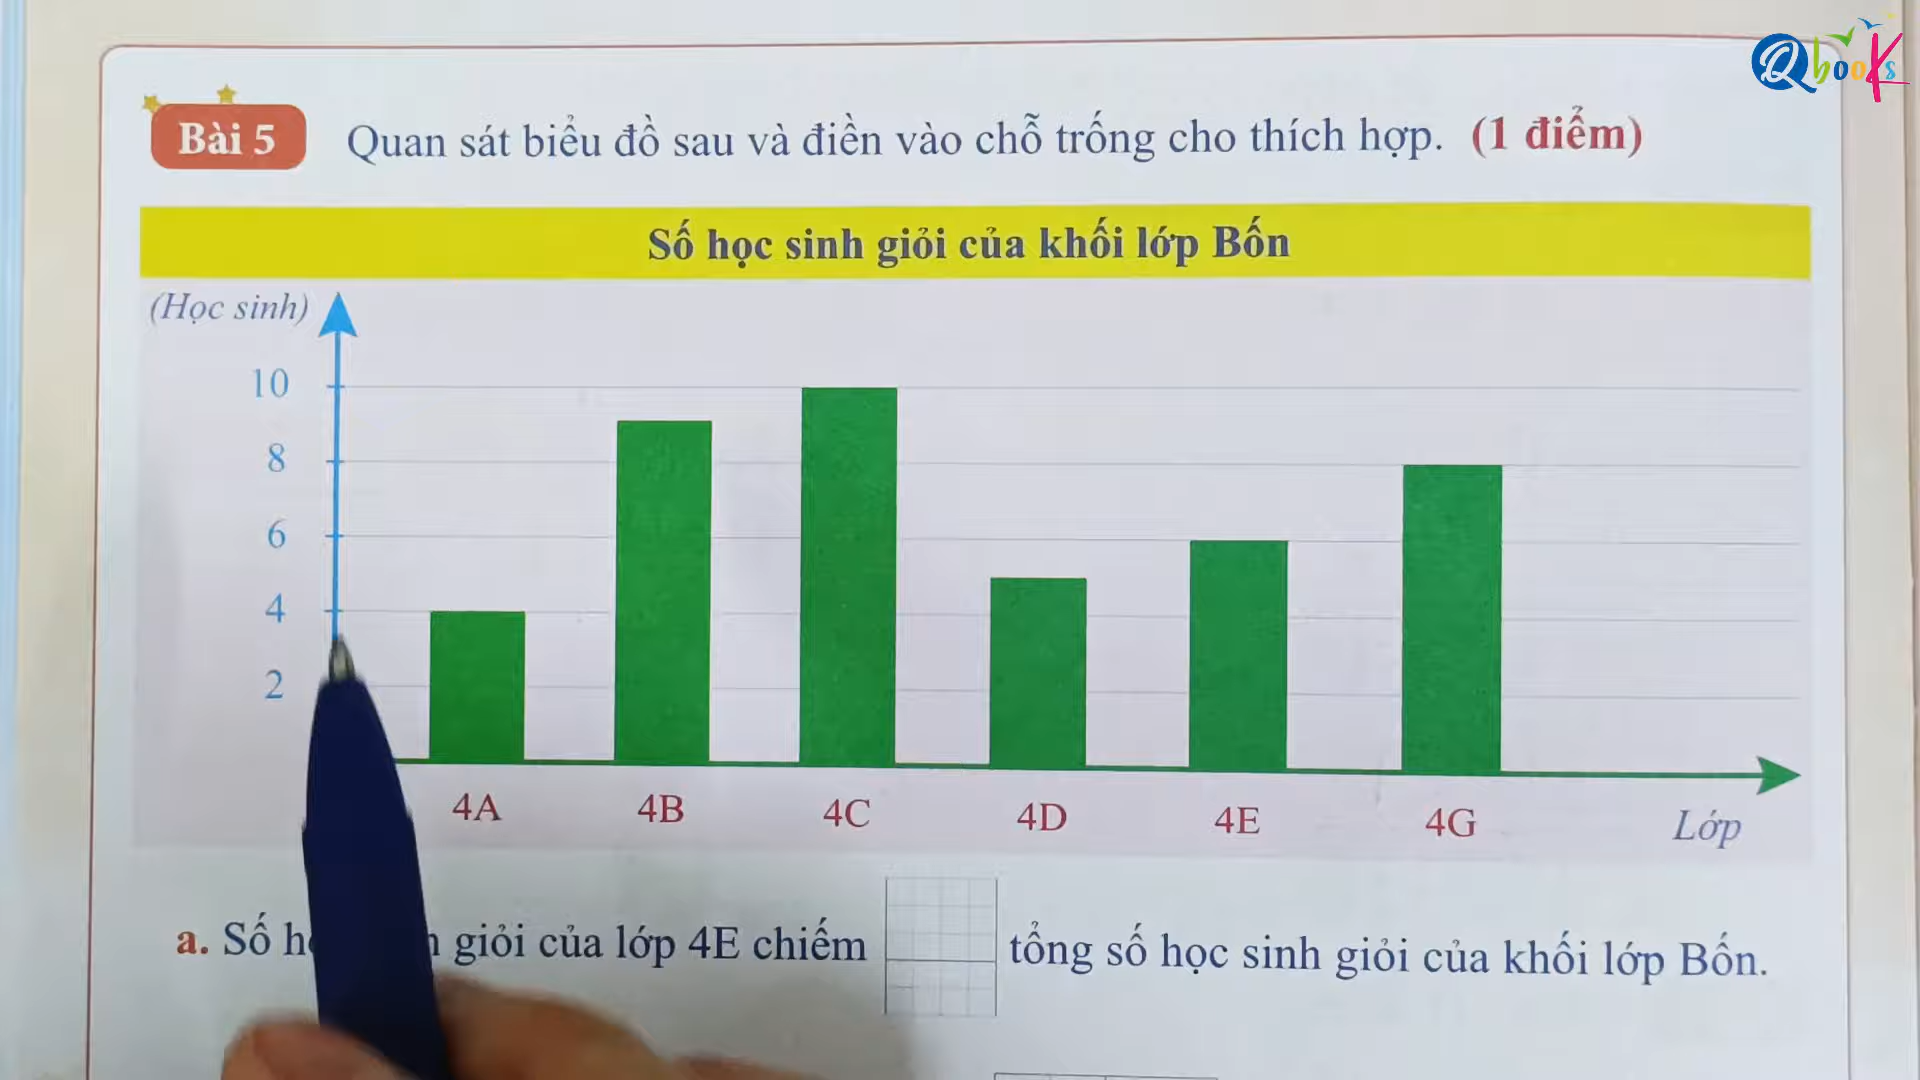 Qbooks
Bài 5 Quan sát biểu đồ sau và điền vào chỗ trống cho thích hợp. (1 điểm)
Số học sinh giỏi của khối lớp Bốn
(Học sinh)
10
8
6
4
2
4A 4B 4C 4D 4E 4G Lớp
a. Số giỏi của lớp 4E chiếm tổng số học sinh giỏi của khối lớp Bốn.